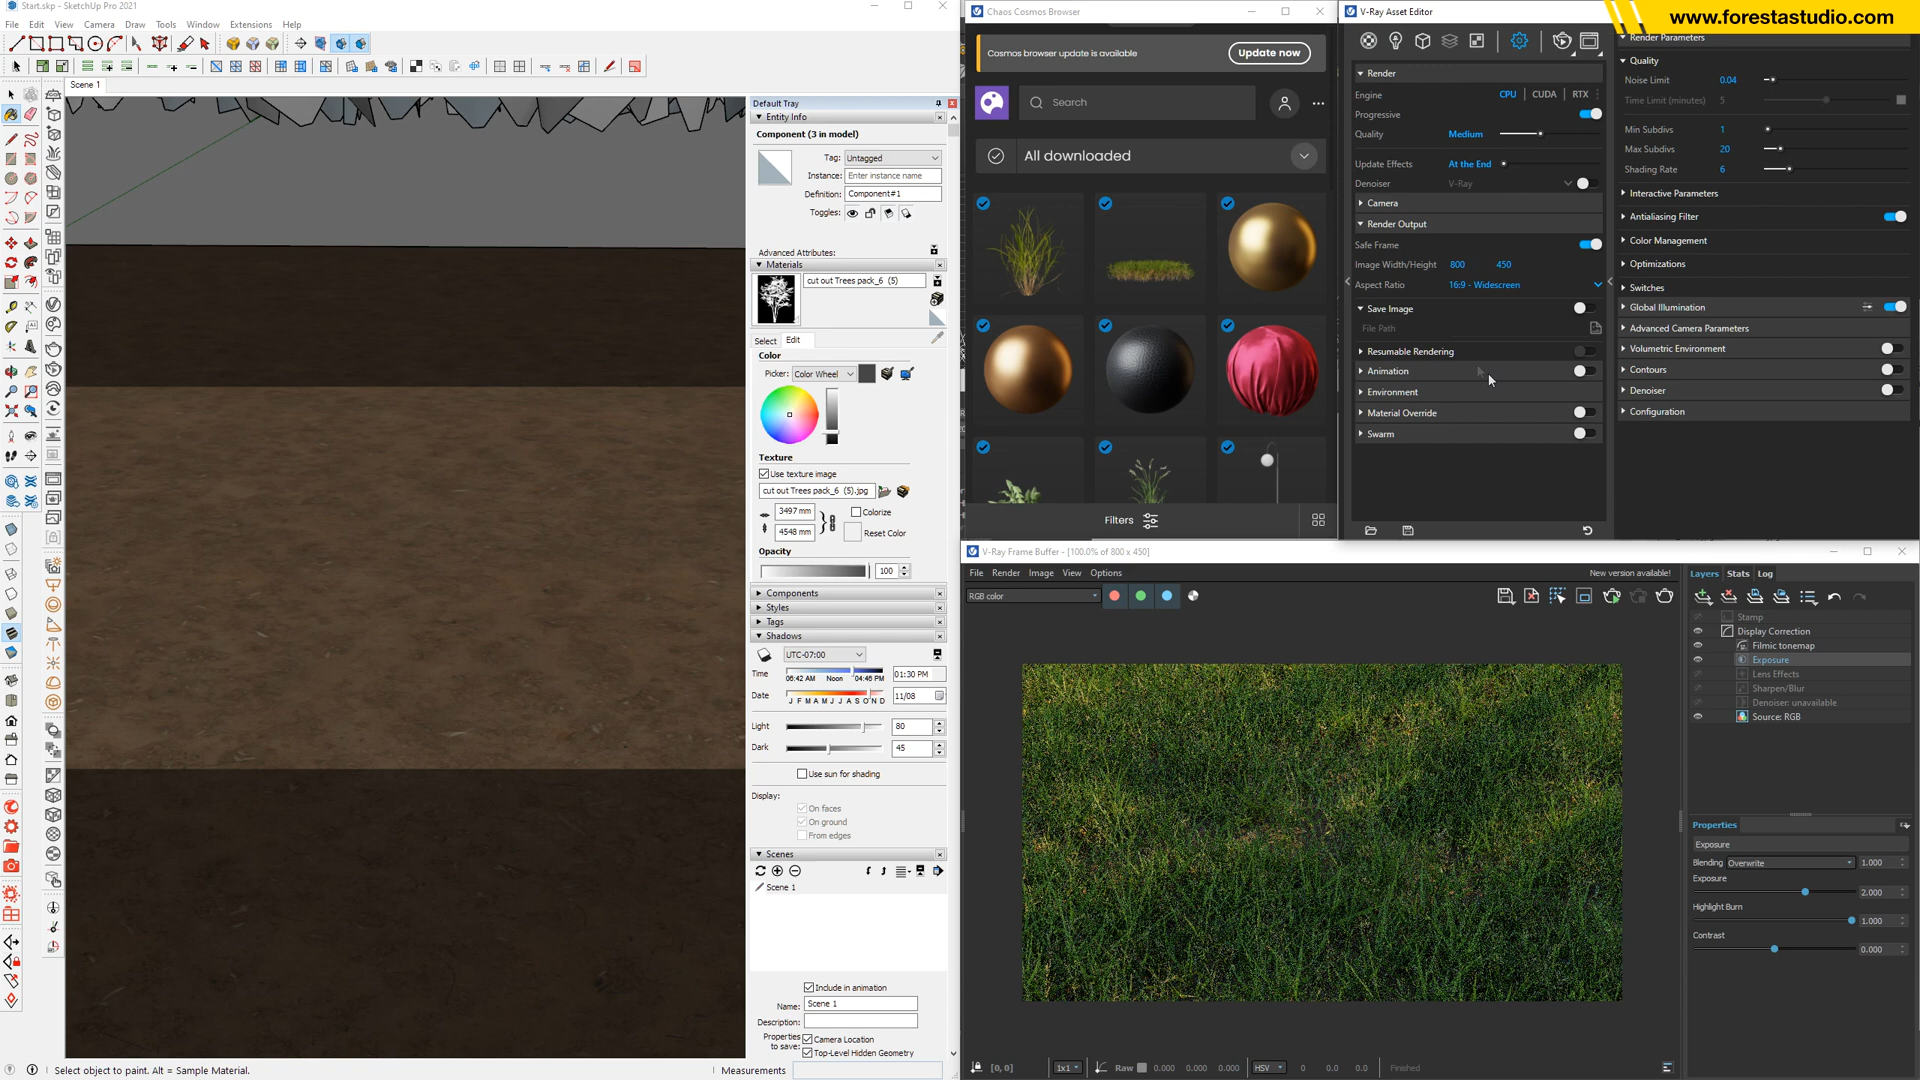 Start.skp - SketchUp Pro 2021
File Edit View Camera Draw Tools Window Extensions Help
Scene 1
Default Tray
Entity Info
Component (3 in model)
Tag: Untagged
Instance: Enter instance name
Definition: Component#1
Toggles:
Advanced Attributes:
Materials
cut out Trees pack_6 (5)
Select Edit
Color
Picker: Color Wheel
Texture
Use texture image
cut out Trees pack_6 (5).jpg
3497 mm Colorize
4548 mm Reset Color
Opacity
100
Components
Styles
Tags
Shadows
UTC-07:00
Time 06:42 AM Noon 04:46 PM 01:30 PM
Date J F M A M J J A S O N D 11/08
Light 80
Dark 45
Use sun for shading
Display:
On faces
On ground
From edges
Scenes
Scene 1
Include in animation
Name: Scene 1
Description:
Properties to save: Camera Location
Top-Level Hidden Geometry
Select object to paint. Alt = Sample Material.
Measurements
Chaos Cosmos Browser
Cosmos browser update is available Update now
Search
All downloaded
Filters
V-Ray Asset Editor
www.forestastudio.com
Render
Engine CPU CUDA RTX
Progressive
Quality Medium
Update Effects At the End
Denoiser V-Ray
Camera
Render Output
Safe Frame
Image Width/Height 800 450
Aspect Ratio 16:9 - Widescreen
Save Image
File Path
Resumable Rendering
Animation
Environment
Material Override
Swarm
Render Parameters
Quality
Noise Limit 0.04
Time Limit (minutes) 5
Min Subdivs 1
Max Subdivs 20
Shading Rate 6
Interactive Parameters
Antialiasing Filter
Color Management
Optimizations
Switches
Global Illumination
Advanced Camera Parameters
Volumetric Environment
Contours
Denoiser
Configuration
V-Ray Frame Buffer - [100.0% of 800 x 450]
File Render Image View Options New version available!
RGB color
Layers Stats Log
Stamp
Display Correction
Filmic tonemap
Exposure
Lens Effects
Sharpen/Blur
Denoiser: unavailable
Source: RGB
Properties
Exposure
Blending Overwrite 1.000
Exposure
2.000
Highlight Burn
1.000
Contrast
0.000
[0, 0] 1x1 Raw 0.000 0.000 0.000 HSV 0 0.0 0.0 Finished